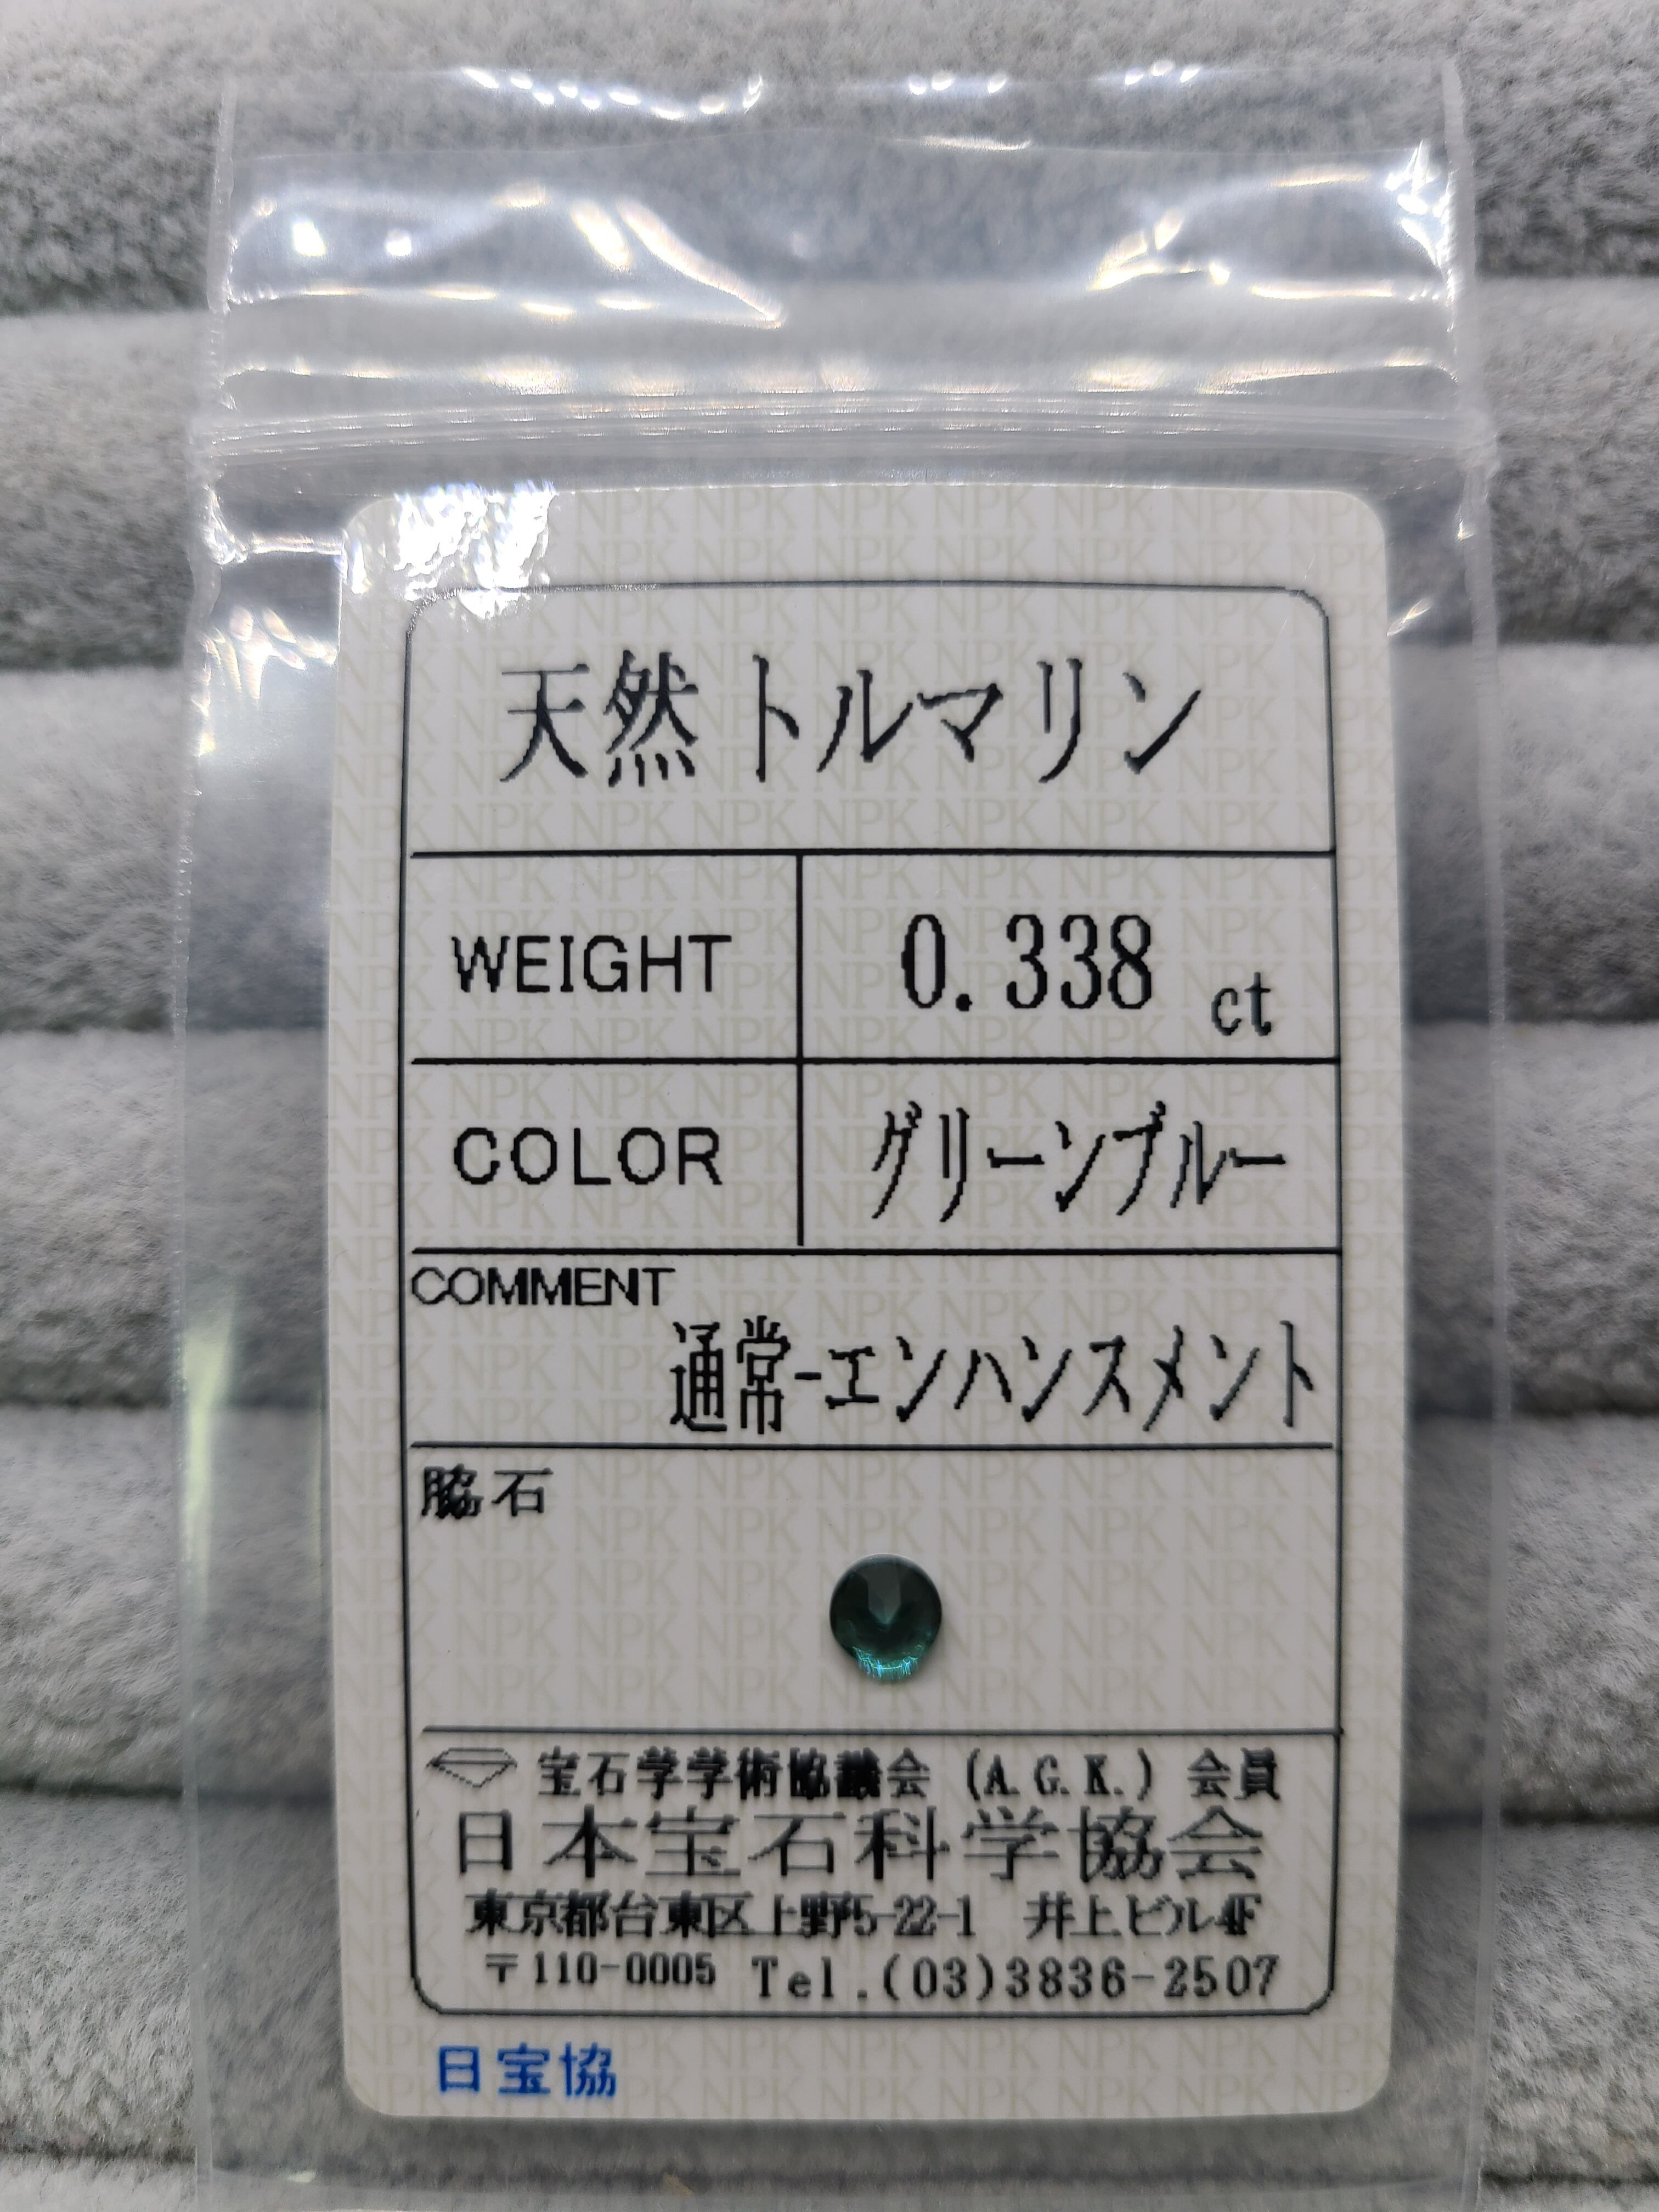 天然トルマリン
WEIGHT 0.338 ct
COLOR グリーンブルー
COMMENT
通常-エンハンスメント
脇石
宝石学学術協議会 (A.G.K.) 会員
日本宝石科学協会
東京都台東区上野5-22-1 井上ビル4F
〒110-0005 Tel.(03)3836-2507
日宝協
NPK